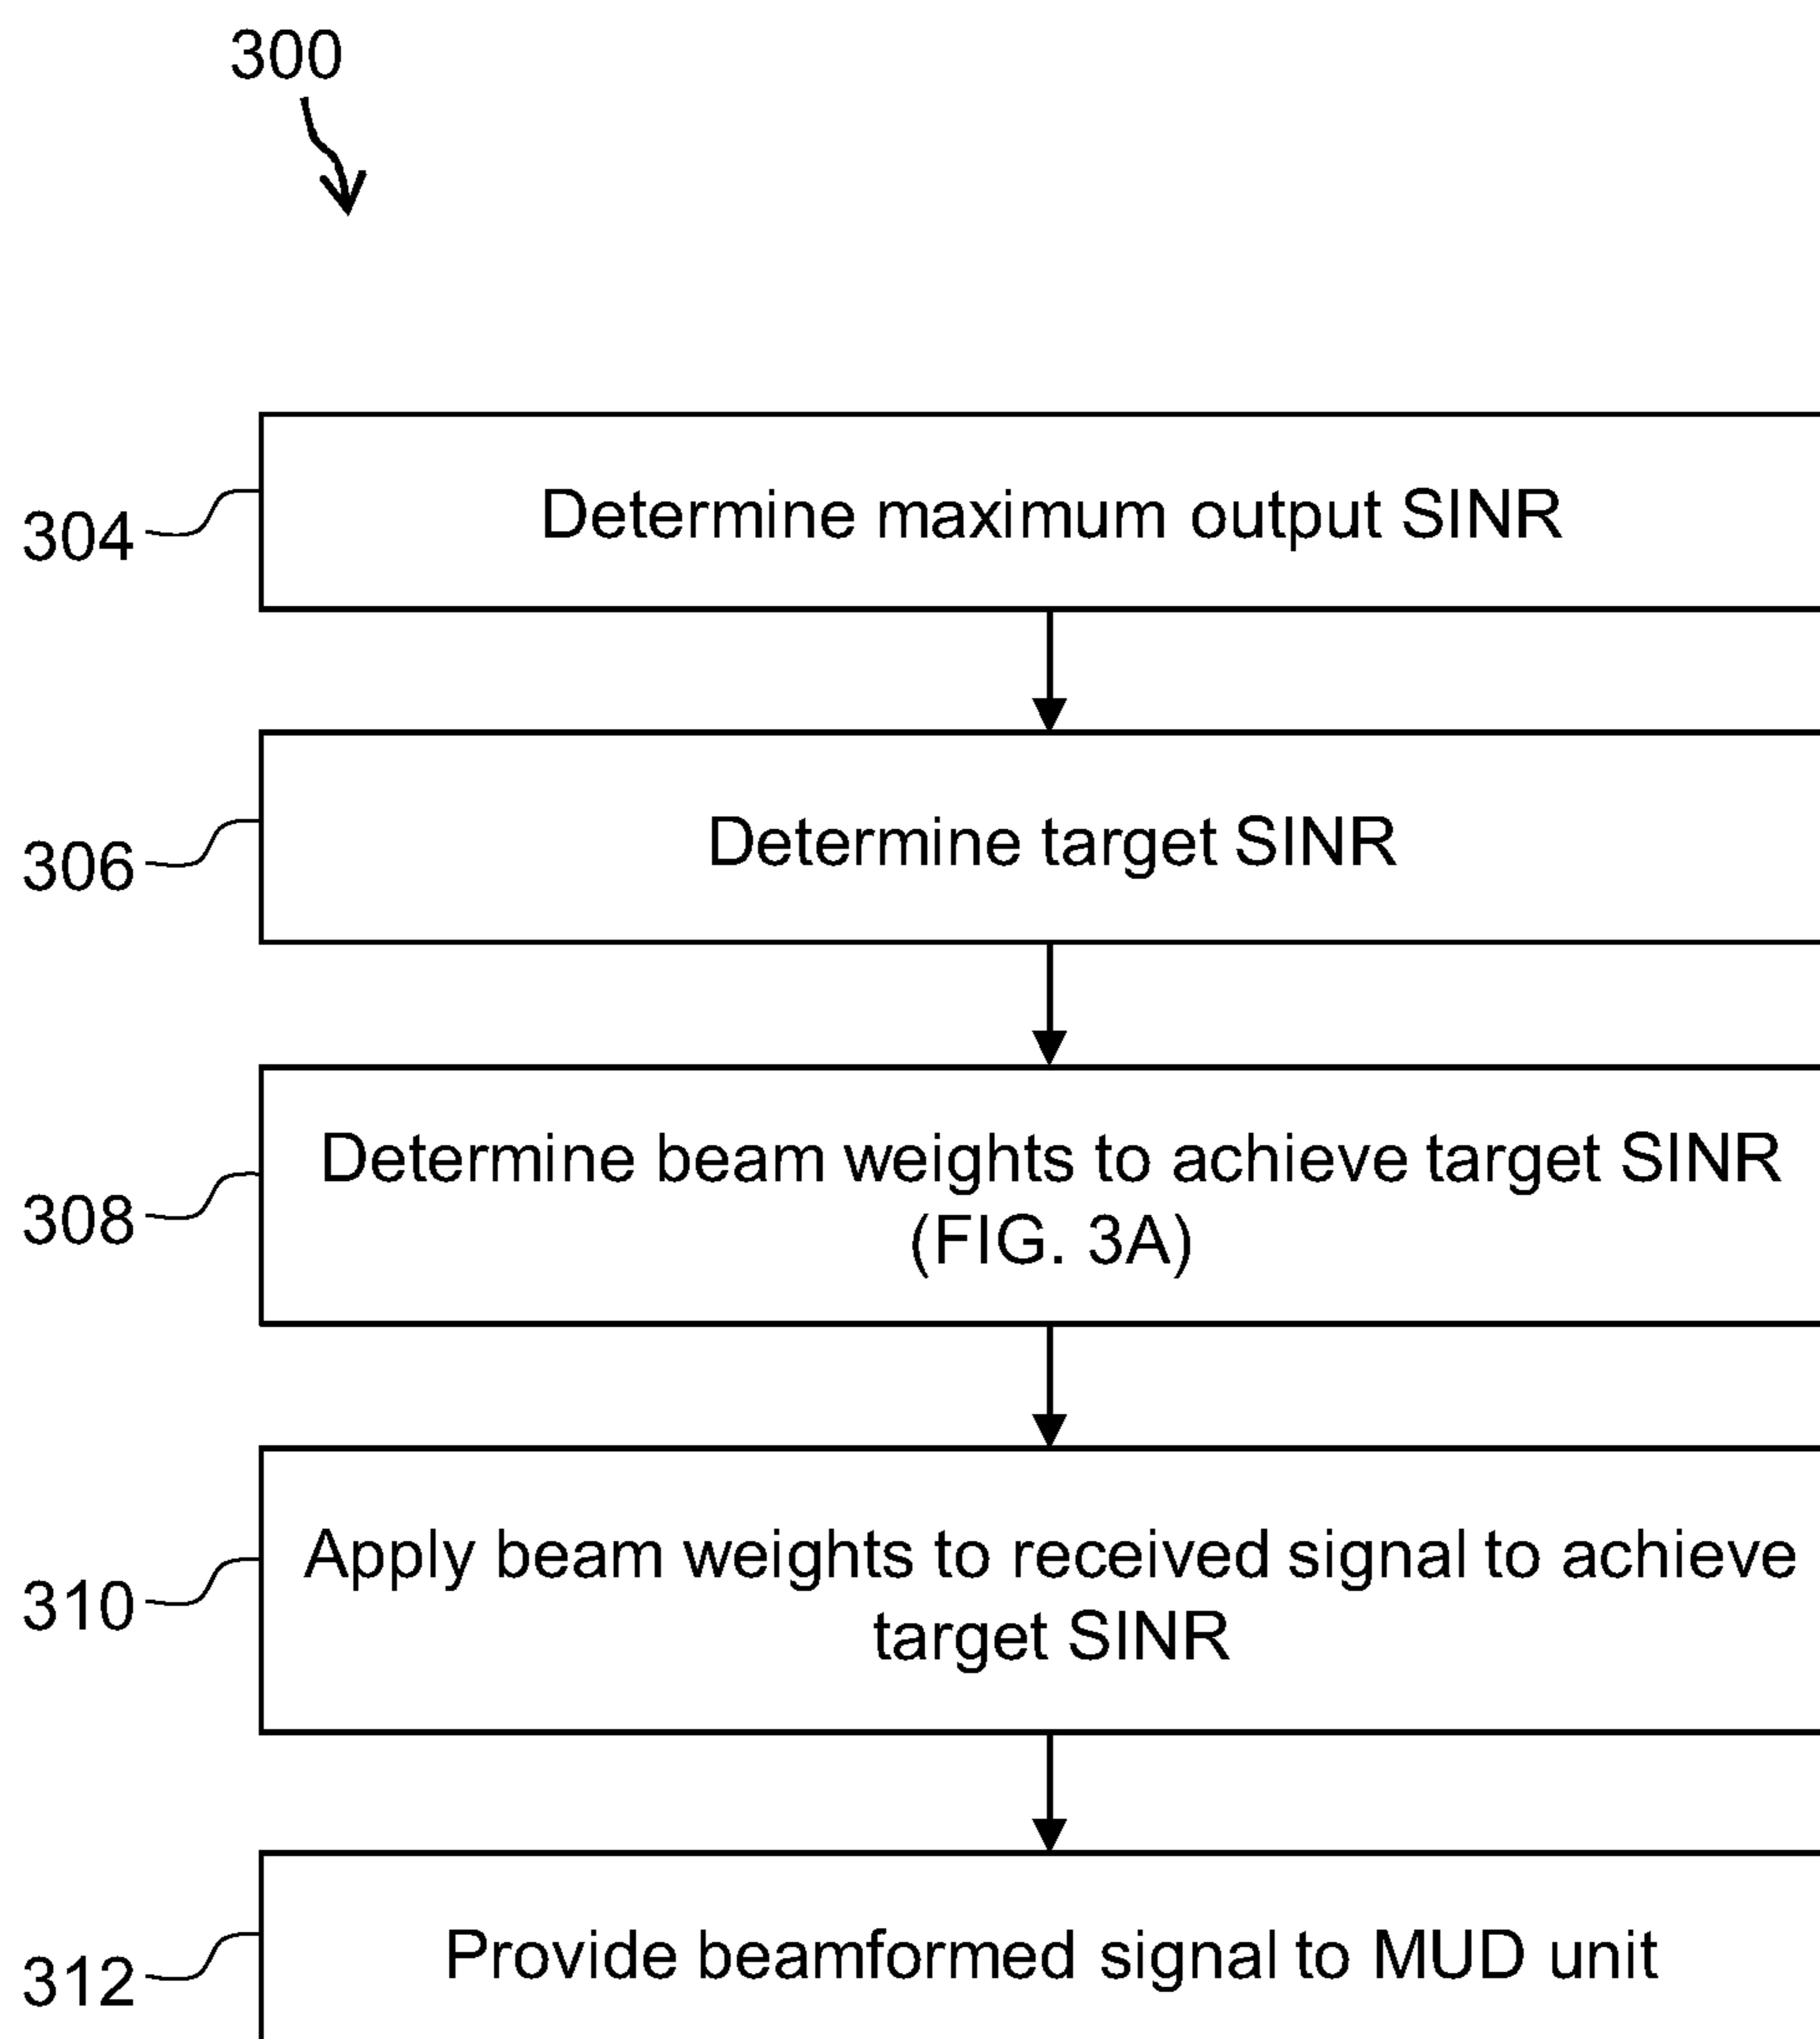 300
304
Determine maximum output SINR
306
Determine target SINR
308
Determine beam weights to achieve target SINR
(FIG. 3A)
310
Apply beam weights to received signal to achieve
target SINR
312
Provide beamformed signal to MUD unit